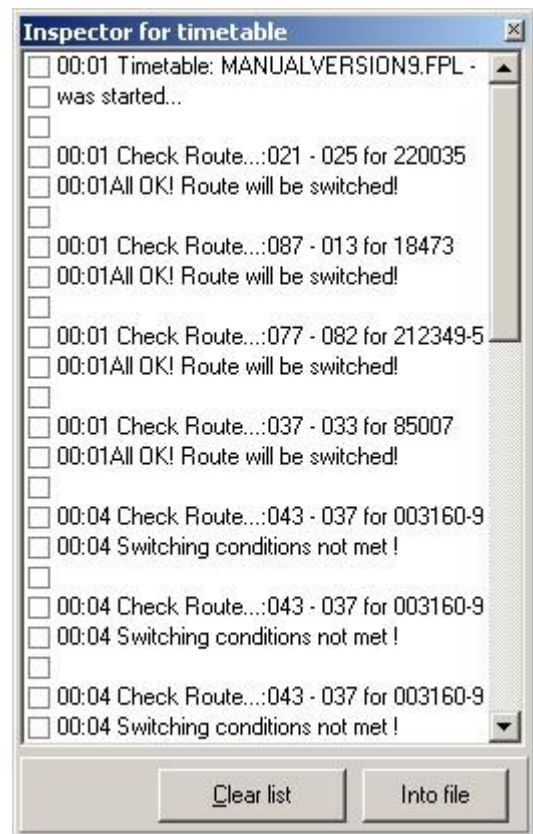 Inspector for timetable
00:01 Timetable: MANUALVERSION9.FPL -
was started...
00:01 Check Route...:021 - 025 for 220035
00:01All OK! Route will be switched!
00:01 Check Route...:087 - 013 for 18473
00:01All OK! Route will be switched!
00:01 Check Route...:077 - 082 for 212349-5
00:01All OK! Route will be switched!
00:01 Check Route...:037 - 033 for 85007
00:01All OK! Route will be switched!
00:04 Check Route...:043 - 037 for 003160-9
00:04 Switching conditions not met !
00:04 Check Route...:043 - 037 for 003160-9
00:04 Switching conditions not met !
00:04 Check Route...:043 - 037 for 003160-9
00:04 Switching conditions not met !
Clear list
Into file